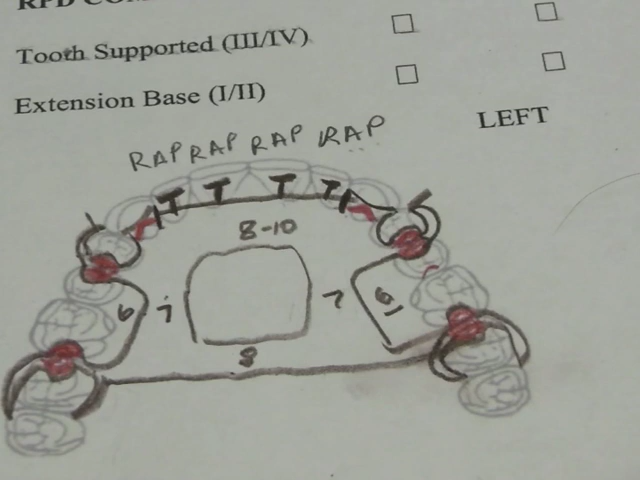 Tooth Supported (III/IV)
Extension Base (I/II)
LEFT
RAP RAP RAP RAP
T T T T
8-10
6 7 7 6
8